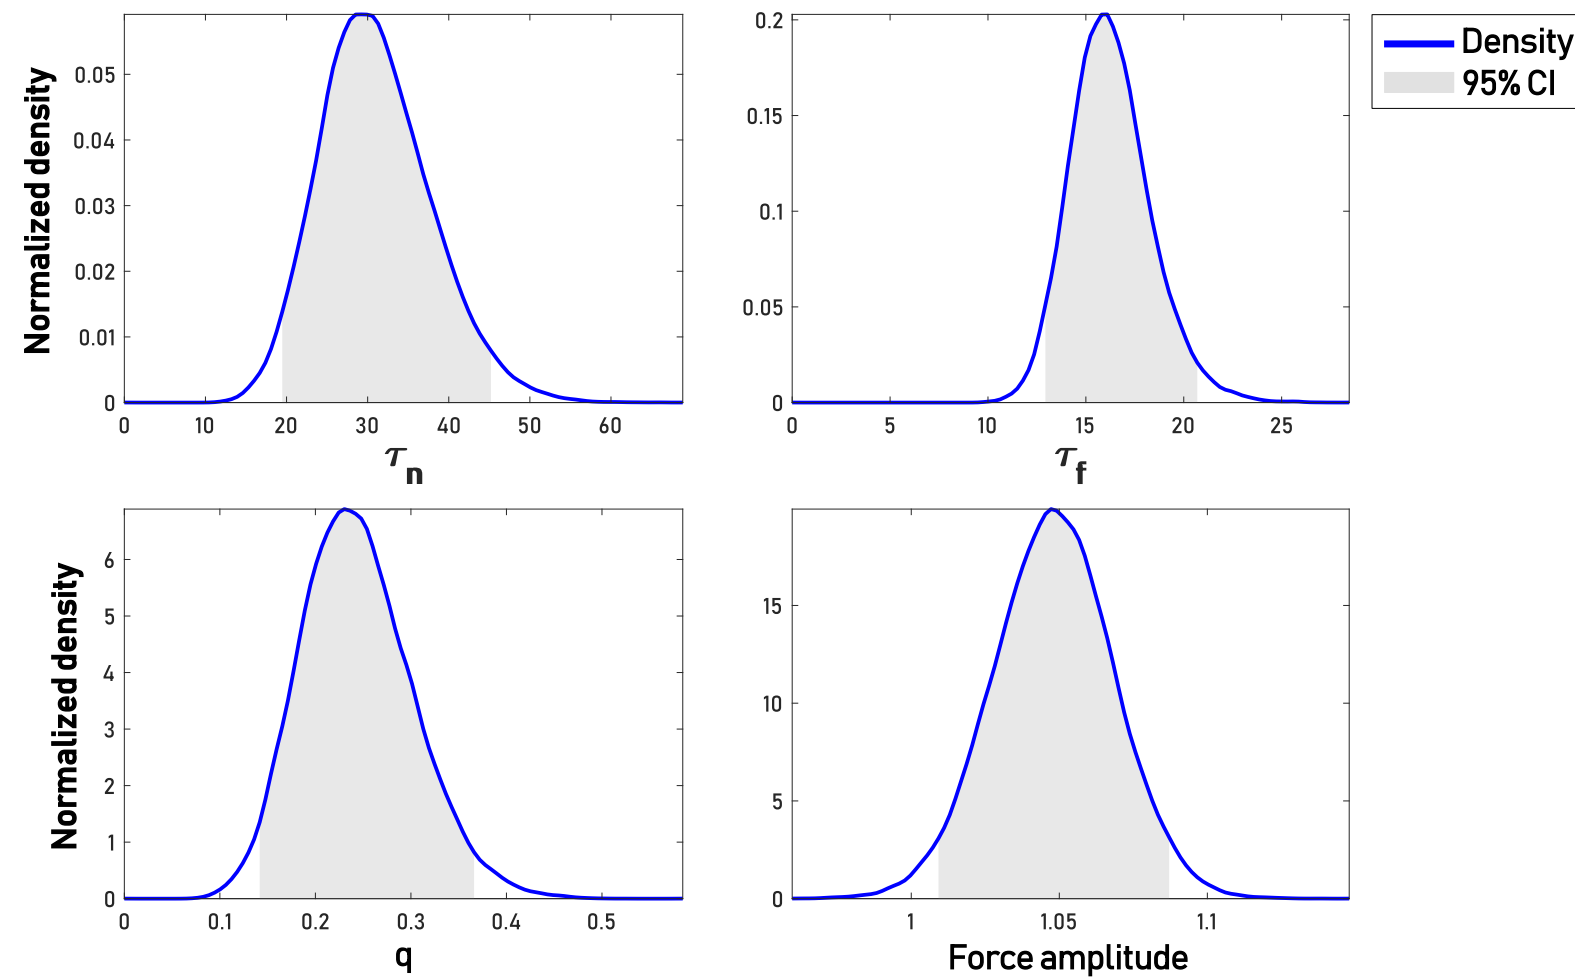 Density
95% CI
Normalized density
0.05
0.04
0.03
0.02
0.01
0
0 10 20 30 40 50 60
τn
0.2
0.15
0.1
0.05
0
0 5 10 15 20 25
τf
Normalized density
6
5
4
3
2
1
0
0 0.1 0.2 0.3 0.4 0.5
q
15
10
5
0
1 1.05 1.1
Force amplitude